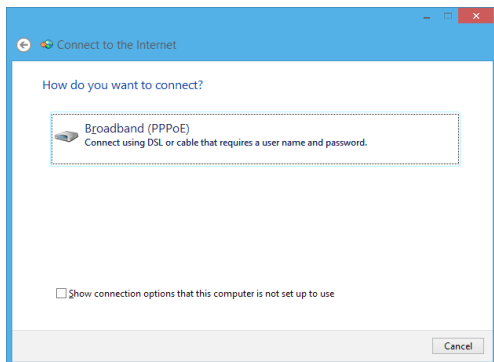 Connect to the Internet
How do you want to connect?
Broadband (PPPoE)
Connect using DSL or cable that requires a user name and password.
Show connection options that this computer is not set up to use
Cancel